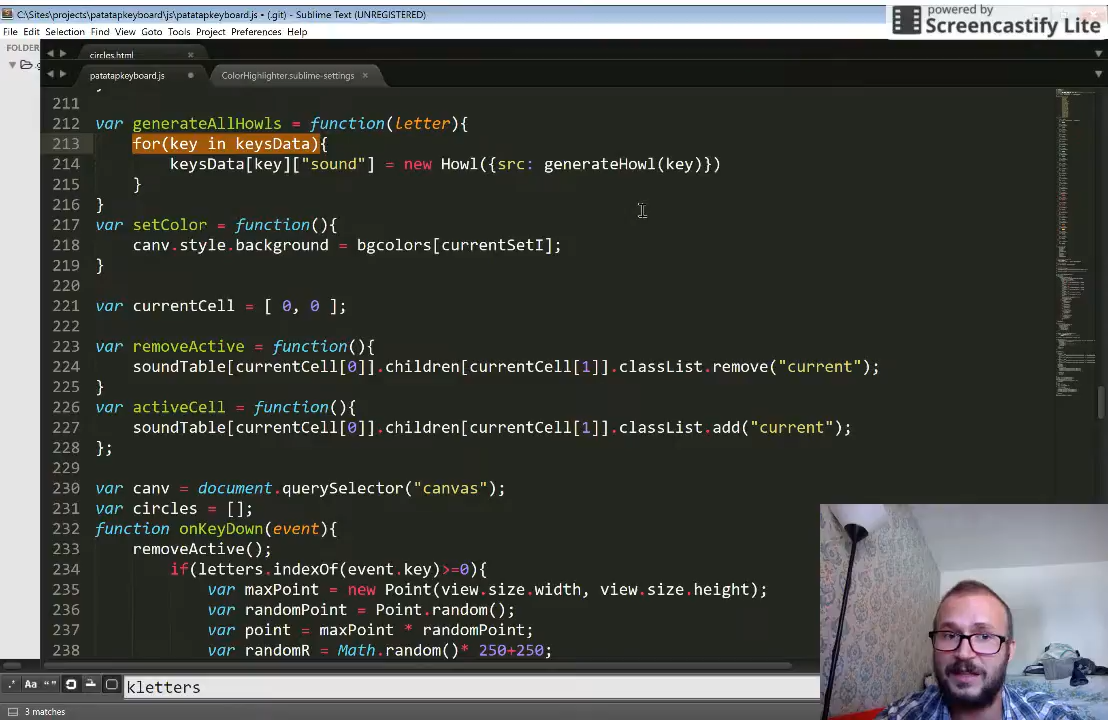 C:\Sites\projects\patatapkeyboard\js\patatapkeyboard.js • (.git) - Sublime Text (UNREGISTERED)
powered by
Screencastify Lite
File Edit Selection Find View Goto Tools Project Preferences Help
FOLDER
circles.html
patatapkeyboard.js
ColorHighlighter.sublime-settings
211
212 var generateAllHowls = function(letter){
213 for(key in keysData){
214 keysData[key]["sound"] = new Howl({src: generateHowl(key)})
215 }
216 }
217 var setColor = function(){
218 canv.style.background = bgcolors[currentSetI];
219 }
220
221 var currentCell = [ 0, 0 ];
222
223 var removeActive = function(){
224 soundTable[currentCell[0]].children[currentCell[1]].classList.remove("current");
225 }
226 var activeCell = function(){
227 soundTable[currentCell[0]].children[currentCell[1]].classList.add("current");
228 };
229
230 var canv = document.querySelector("canvas");
231 var circles = [];
232 function onKeyDown(event){
233 removeActive();
234 if(letters.indexOf(event.key)>=0){
235 var maxPoint = new Point(view.size.width, view.size.height);
236 var randomPoint = Point.random();
237 var point = maxPoint * randomPoint;
238 var randomR = Math.random()* 250+250;
.* Aa “ ” kletters
3 matches